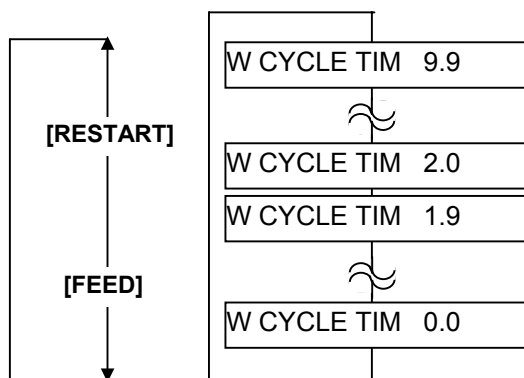 W CYCLE TIM 9.9
[RESTART]
W CYCLE TIM 2.0
W CYCLE TIM 1.9
[FEED]
W CYCLE TIM 0.0